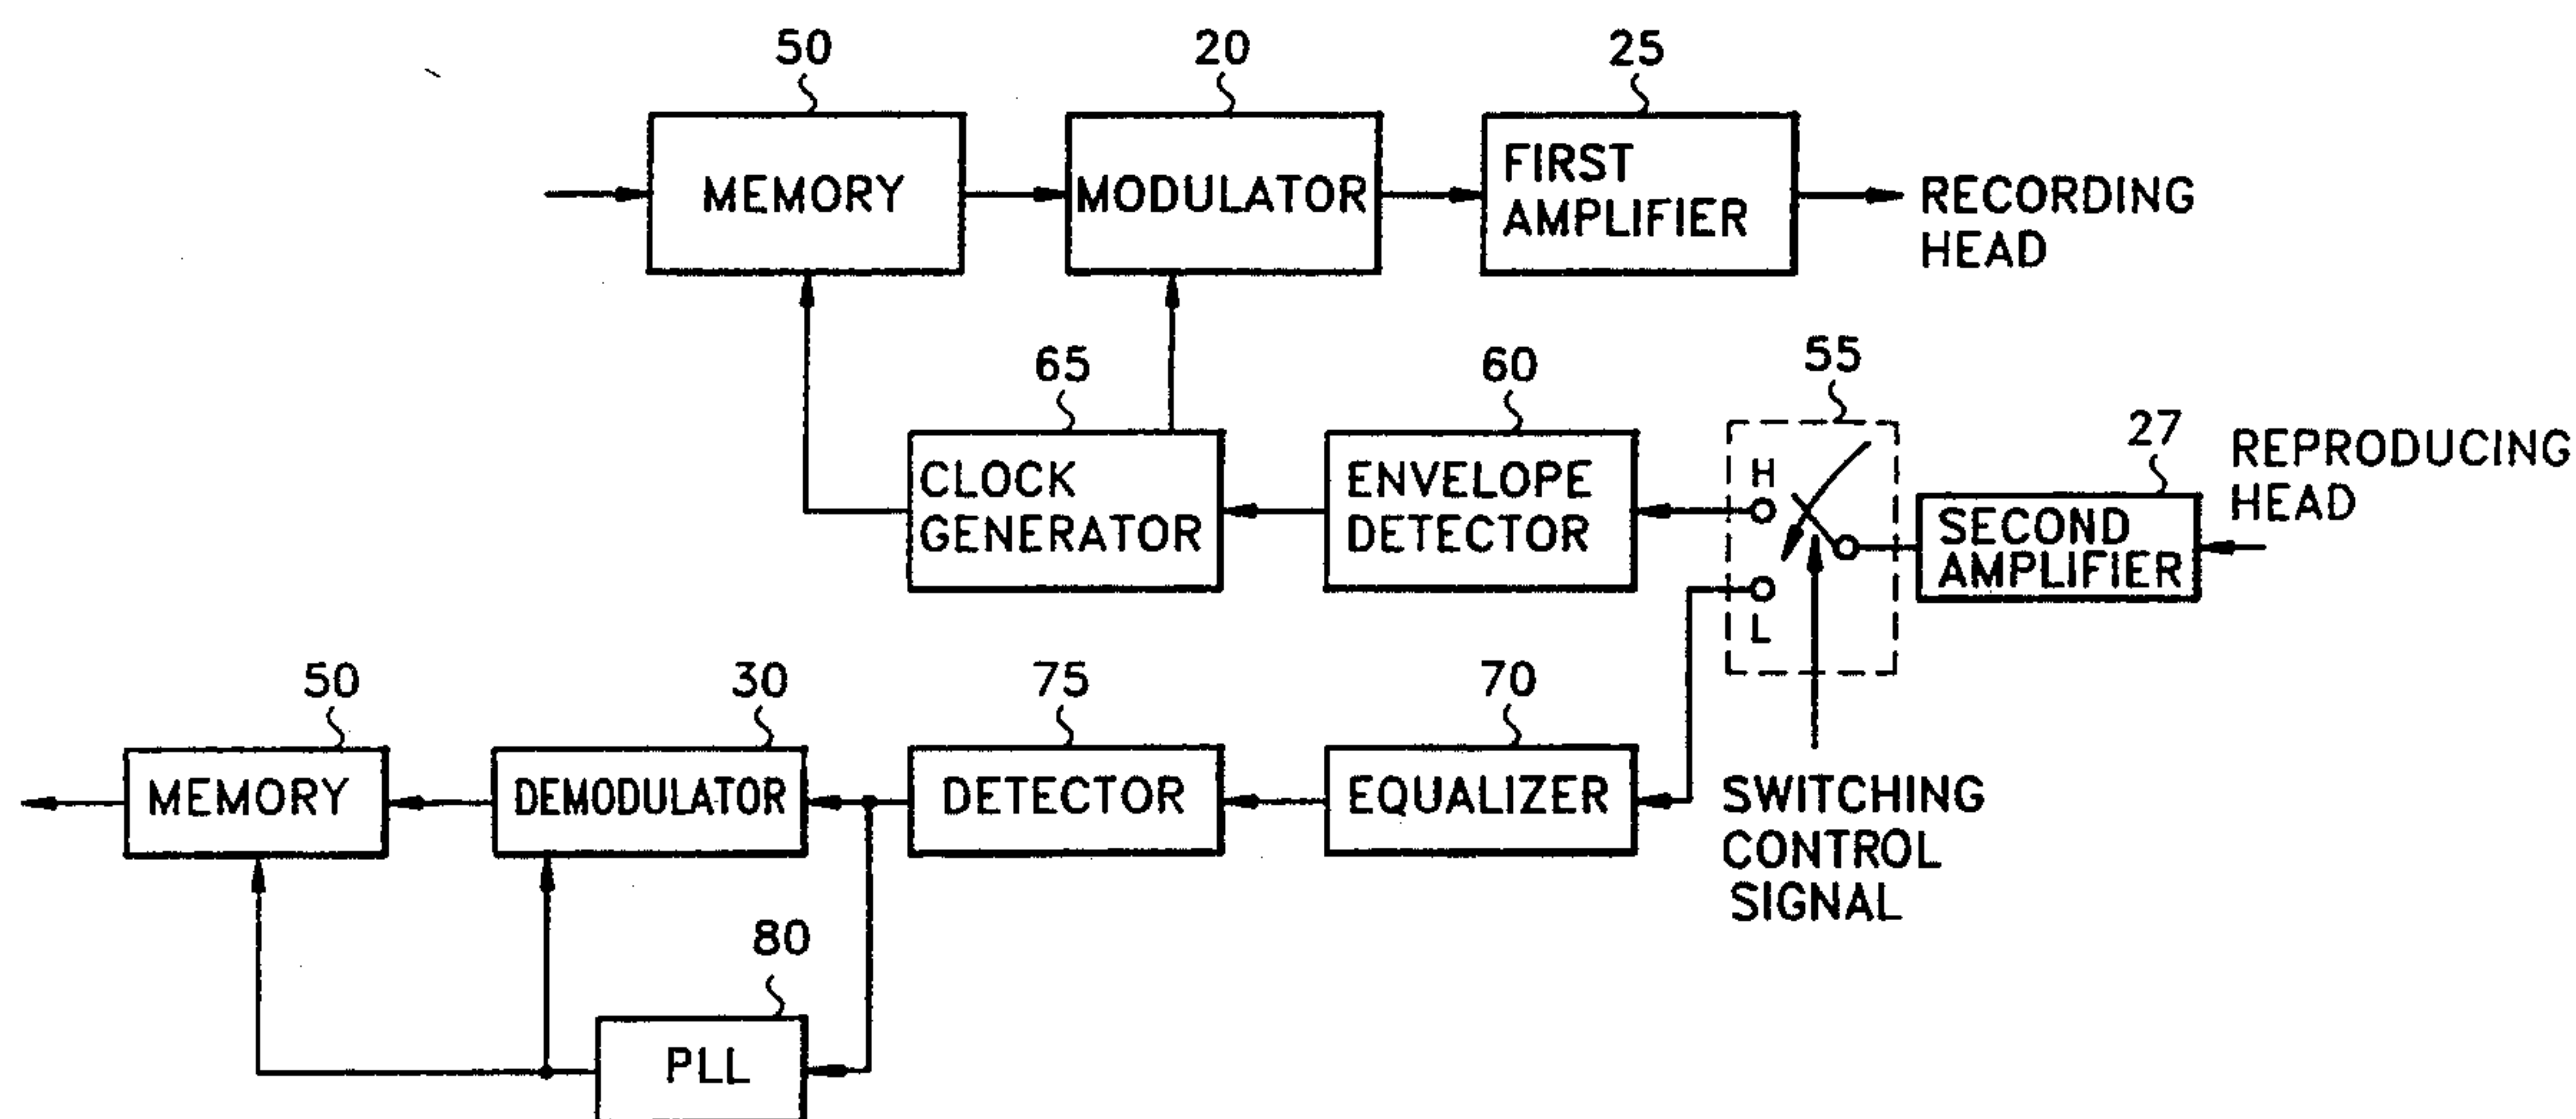 50
20
25
MEMORY
MODULATOR
FIRST
AMPLIFIER
RECORDING
HEAD
65
60
55
27
CLOCK
GENERATOR
ENVELOPE
DETECTOR
H
L
SECOND
AMPLIFIER
REPRODUCING
HEAD
50
30
75
70
MEMORY
DEMODULATOR
DETECTOR
EQUALIZER
SWITCHING
CONTROL
SIGNAL
80
PLL